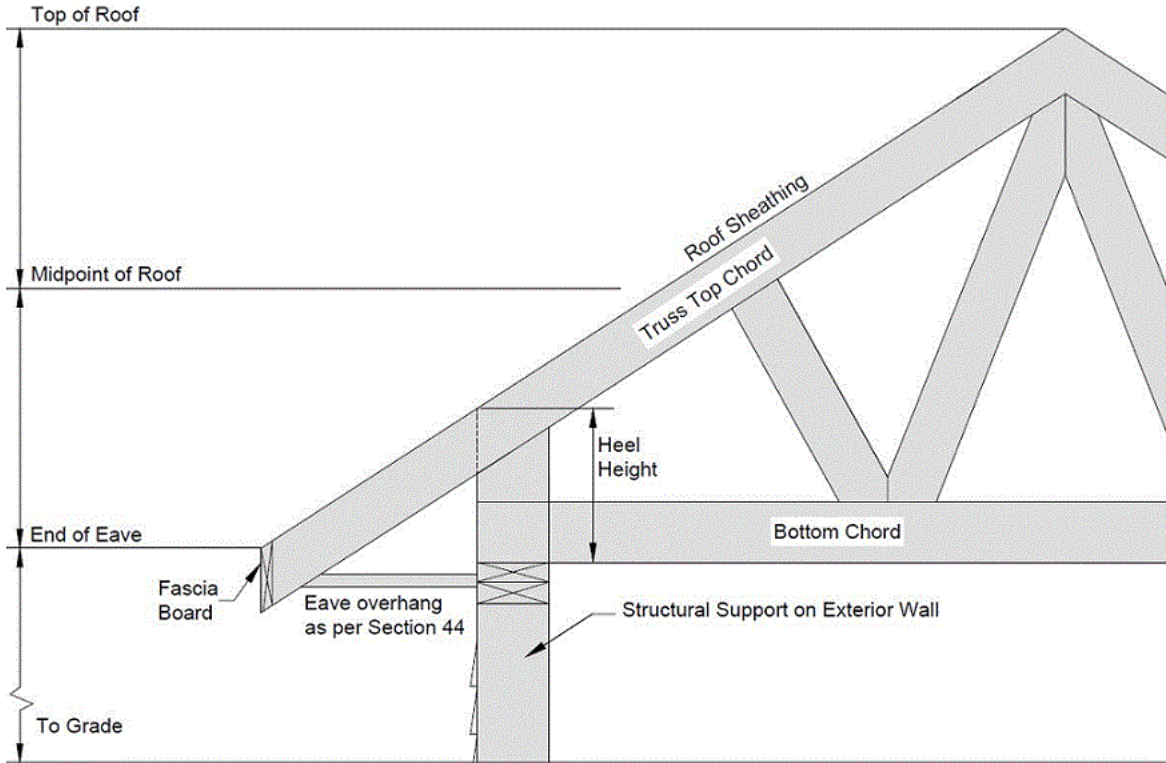 Top of Roof
Roof Sheathing
Truss Top Chord
Midpoint of Roof
Heel
Height
End of Eave
Bottom Chord
Fascia
Board
Eave overhang
as per Section 44
Structural Support on Exterior Wall
To Grade